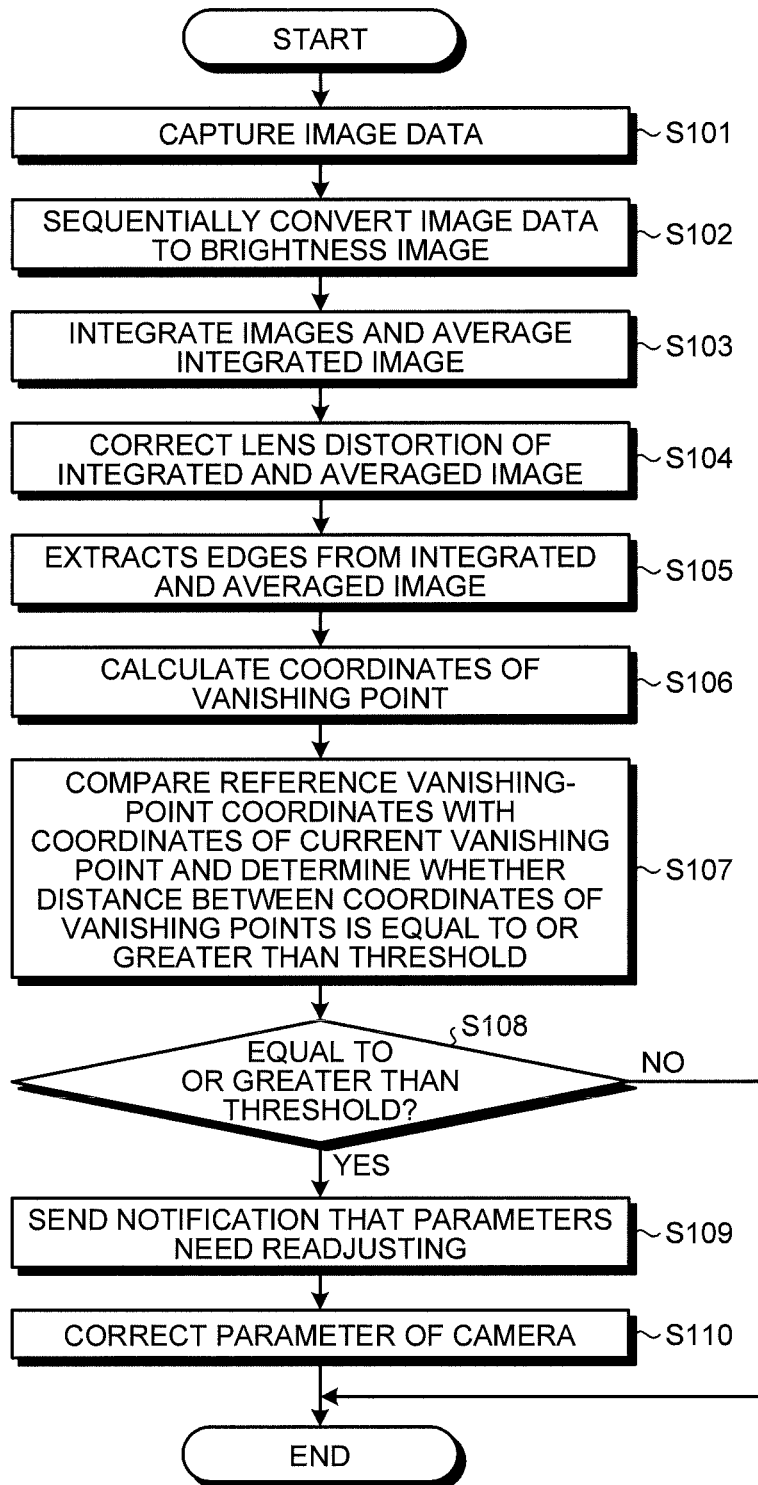 START
CAPTURE IMAGE DATA
S101
SEQUENTIALLY CONVERT IMAGE DATA
TO BRIGHTNESS IMAGE
S102
INTEGRATE IMAGES AND AVERAGE
INTEGRATED IMAGE
S103
CORRECT LENS DISTORTION OF
INTEGRATED AND AVERAGED IMAGE
S104
EXTRACTS EDGES FROM INTEGRATED
AND AVERAGED IMAGE
S105
CALCULATE COORDINATES OF
VANISHING POINT
S106
COMPARE REFERENCE VANISHING-
POINT COORDINATES WITH
COORDINATES OF CURRENT VANISHING
POINT AND DETERMINE WHETHER
DISTANCE BETWEEN COORDINATES OF
VANISHING POINTS IS EQUAL TO OR
GREATER THAN THRESHOLD
S107
S108
EQUAL TO
OR GREATER THAN
THRESHOLD?
NO
YES
SEND NOTIFICATION THAT PARAMETERS
NEED READJUSTING
S109
CORRECT PARAMETER OF CAMERA
S110
END